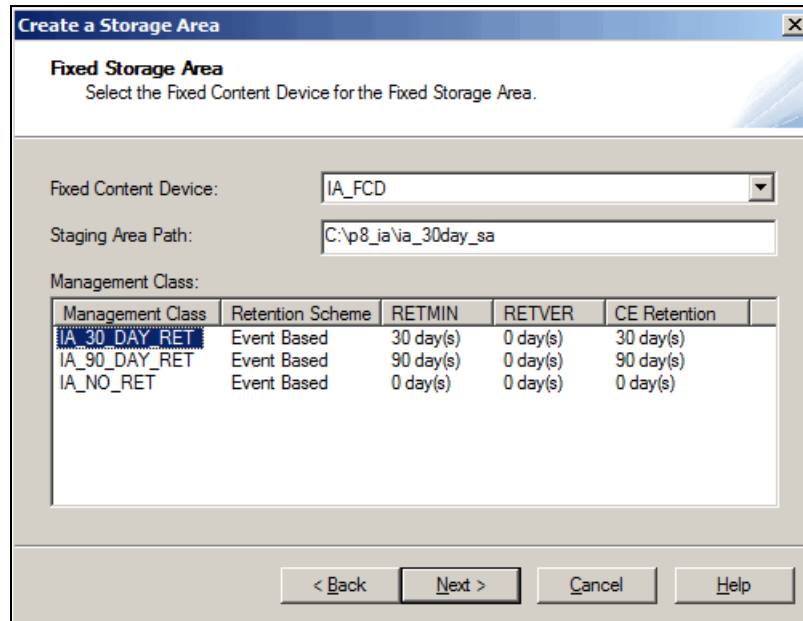 Create a Storage Area
Fixed Storage Area
Select the Fixed Content Device for the Fixed Storage Area.
Fixed Content Device: IA_FCD
Staging Area Path: C:\p8_ia\ia_30day_sa
Management Class:
Management Class Retention Scheme RETMIN RETVER CE Retention
IA_30_DAY_RET Event Based 30 day(s) 0 day(s) 30 day(s)
IA_90_DAY_RET Event Based 90 day(s) 0 day(s) 90 day(s)
IA_NO_RET Event Based 0 day(s) 0 day(s) 0 day(s)
< Back Next > Cancel Help